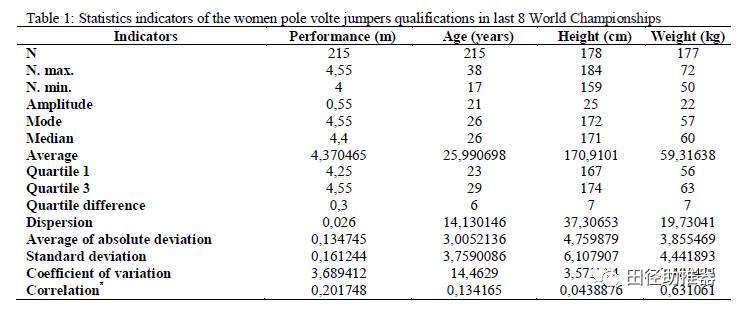 Table 1: Statistics indicators of the women pole volte jumpers qualifications in last 8 World Championships
Indicators Performance (m) Age (years) Height (cm) Weight (kg)
N 215 215 178 177
N. max. 4,55 38 184 72
N. min. 4 17 159 50
Amplitude 0,55 21 25 22
Mode 4,55 26 172 57
Median 4,4 26 171 60
Average 4,370465 25,990698 170,9101 59,31638
Quartile 1 4,25 23 167 56
Quartile 3 4,55 29 174 63
Quartile difference 0,3 6 7 7
Dispersion 0,026 14,130146 37,30653 19,73041
Average of absolute deviation 0,134745 3,0052136 4,759879 3,855469
Standard deviation 0,161244 3,7590086 6,107907 4,441893
Coefficient of variation 3,689412 14,4629
Correlation* 0,201748 0,134165 0,0438876 0,631061
田径助推器